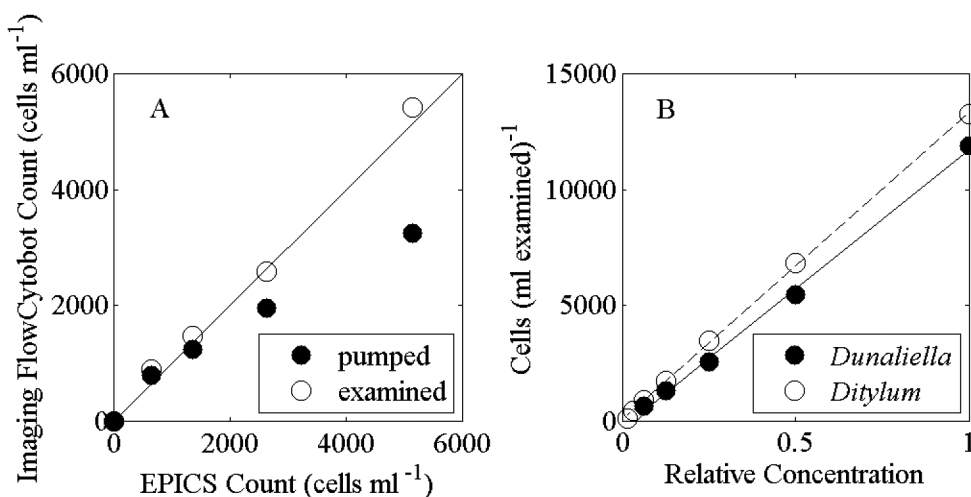 Imaging FlowCytobot Count (cells ml⁻¹)
6000
4000
2000
0
A
pumped
examined
0 2000 4000 6000
EPICS Count (cells ml ⁻¹)
Cells (ml examined)⁻¹
15000
10000
5000
0
B
Dunaliella
Ditylum
0 0.5 1
Relative Concentration